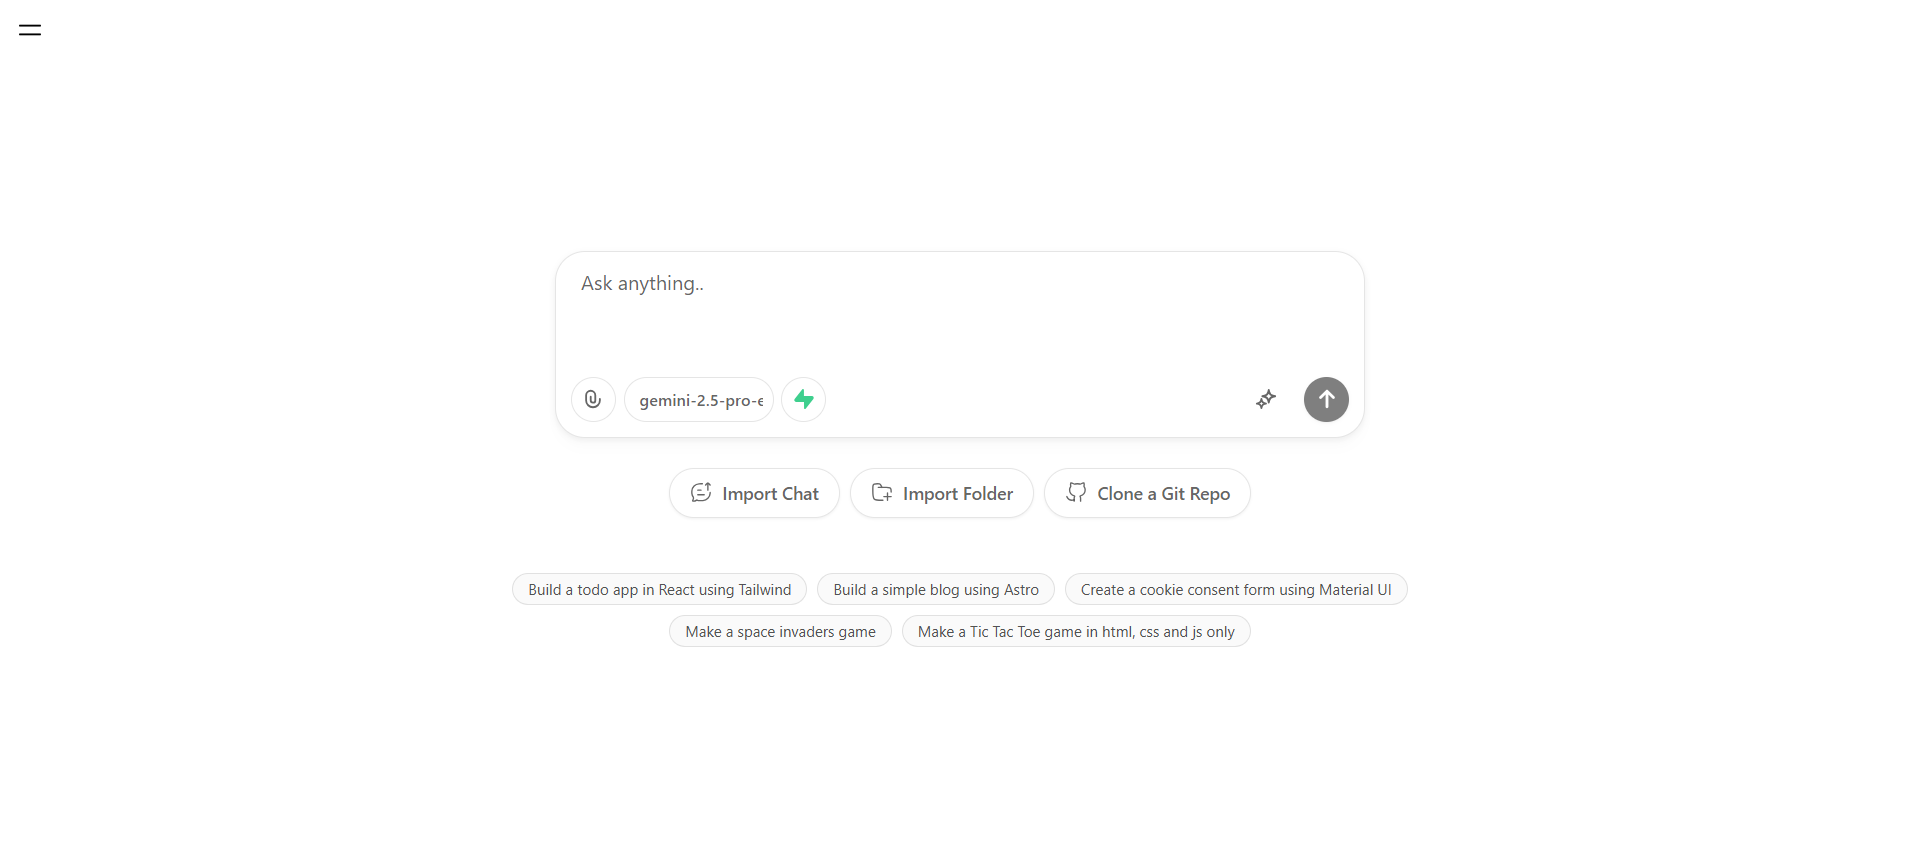 Ask anything..
gemini-2.5-pro-e
Import Chat
Import Folder
Clone a Git Repo
Build a todo app in React using Tailwind
Build a simple blog using Astro
Create a cookie consent form using Material UI
Make a space invaders game
Make a Tic Tac Toe game in html, css and js only